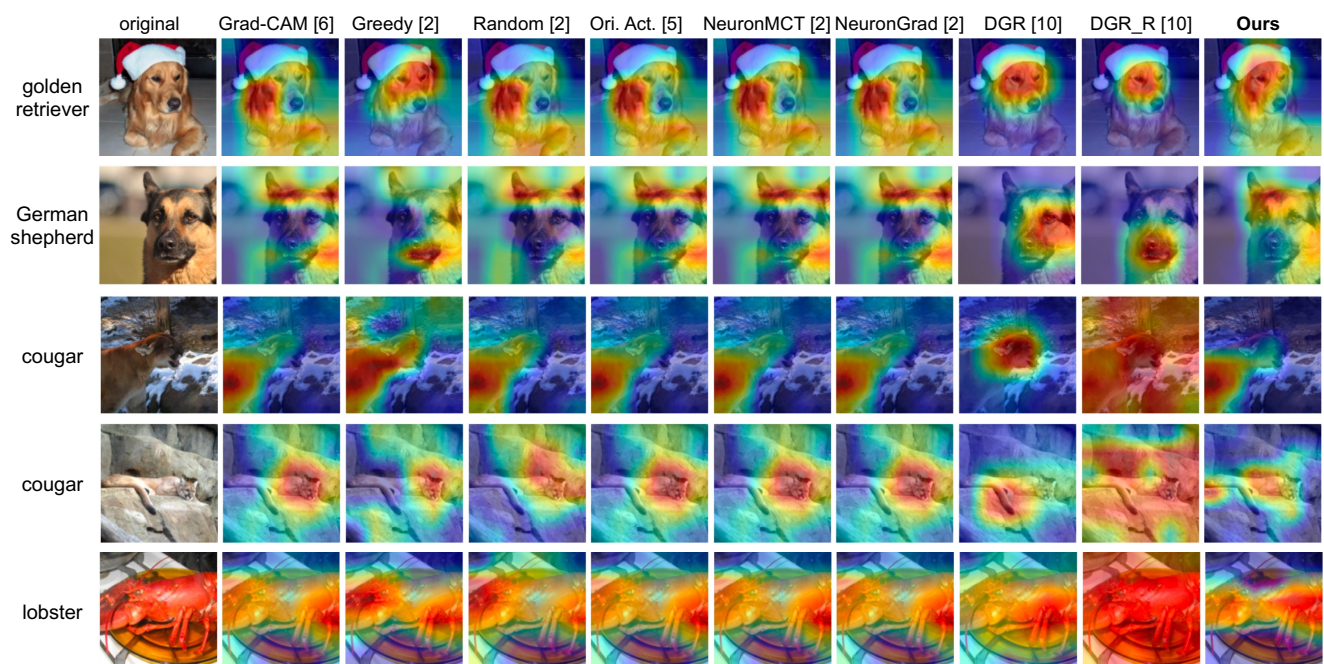 original Grad-CAM [6] Greedy [2] Random [2] Ori. Act. [5] NeuronMCT [2] NeuronGrad [2] DGR [10] DGR_R [10] Ours
golden
retriever
German
shepherd
cougar
cougar
lobster